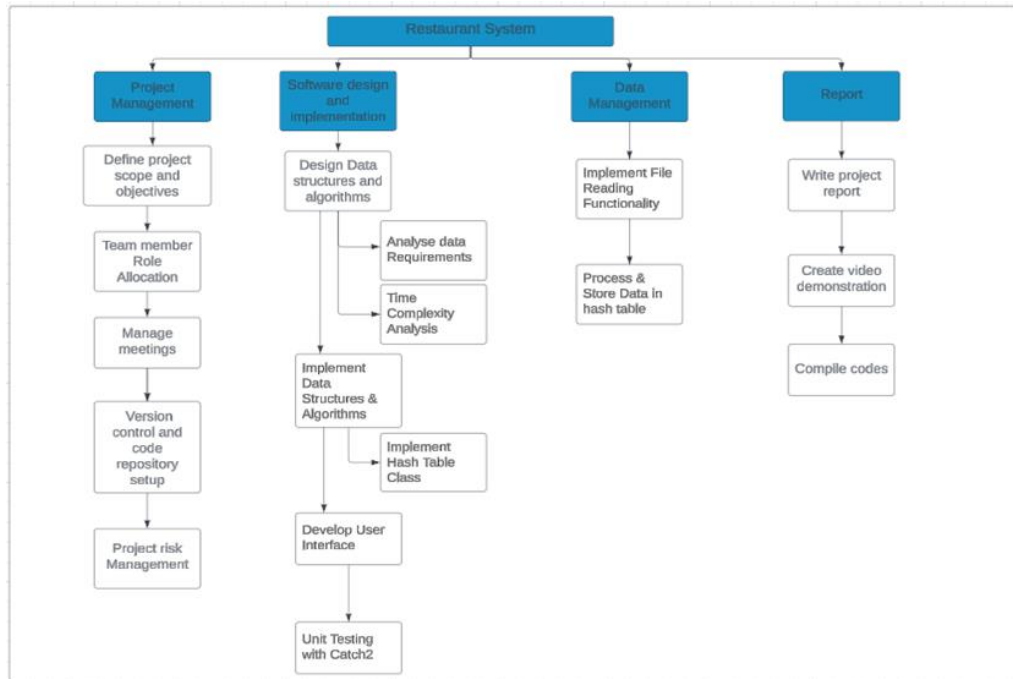 Restaurant System
Project
Management
Software design
and
implementation
Data
Management
Report
Define project
scope and
objectives
Team member
Role
Allocation
Manage
meetings
Version
control and
code
repository
setup
Project risk
Management
Design Data
structures and
algorithms
Analyse data
Requirements
Time
Complexity
Analysis
Implement
Data
Structures &
Algorithms
Implement
Hash Table
Class
Develop User
Interface
Unit Testing
with Catch2
Implement File
Reading
Functionality
Process &
Store Data in
hash table
Write project
report
Create video
demonstration
Compile codes